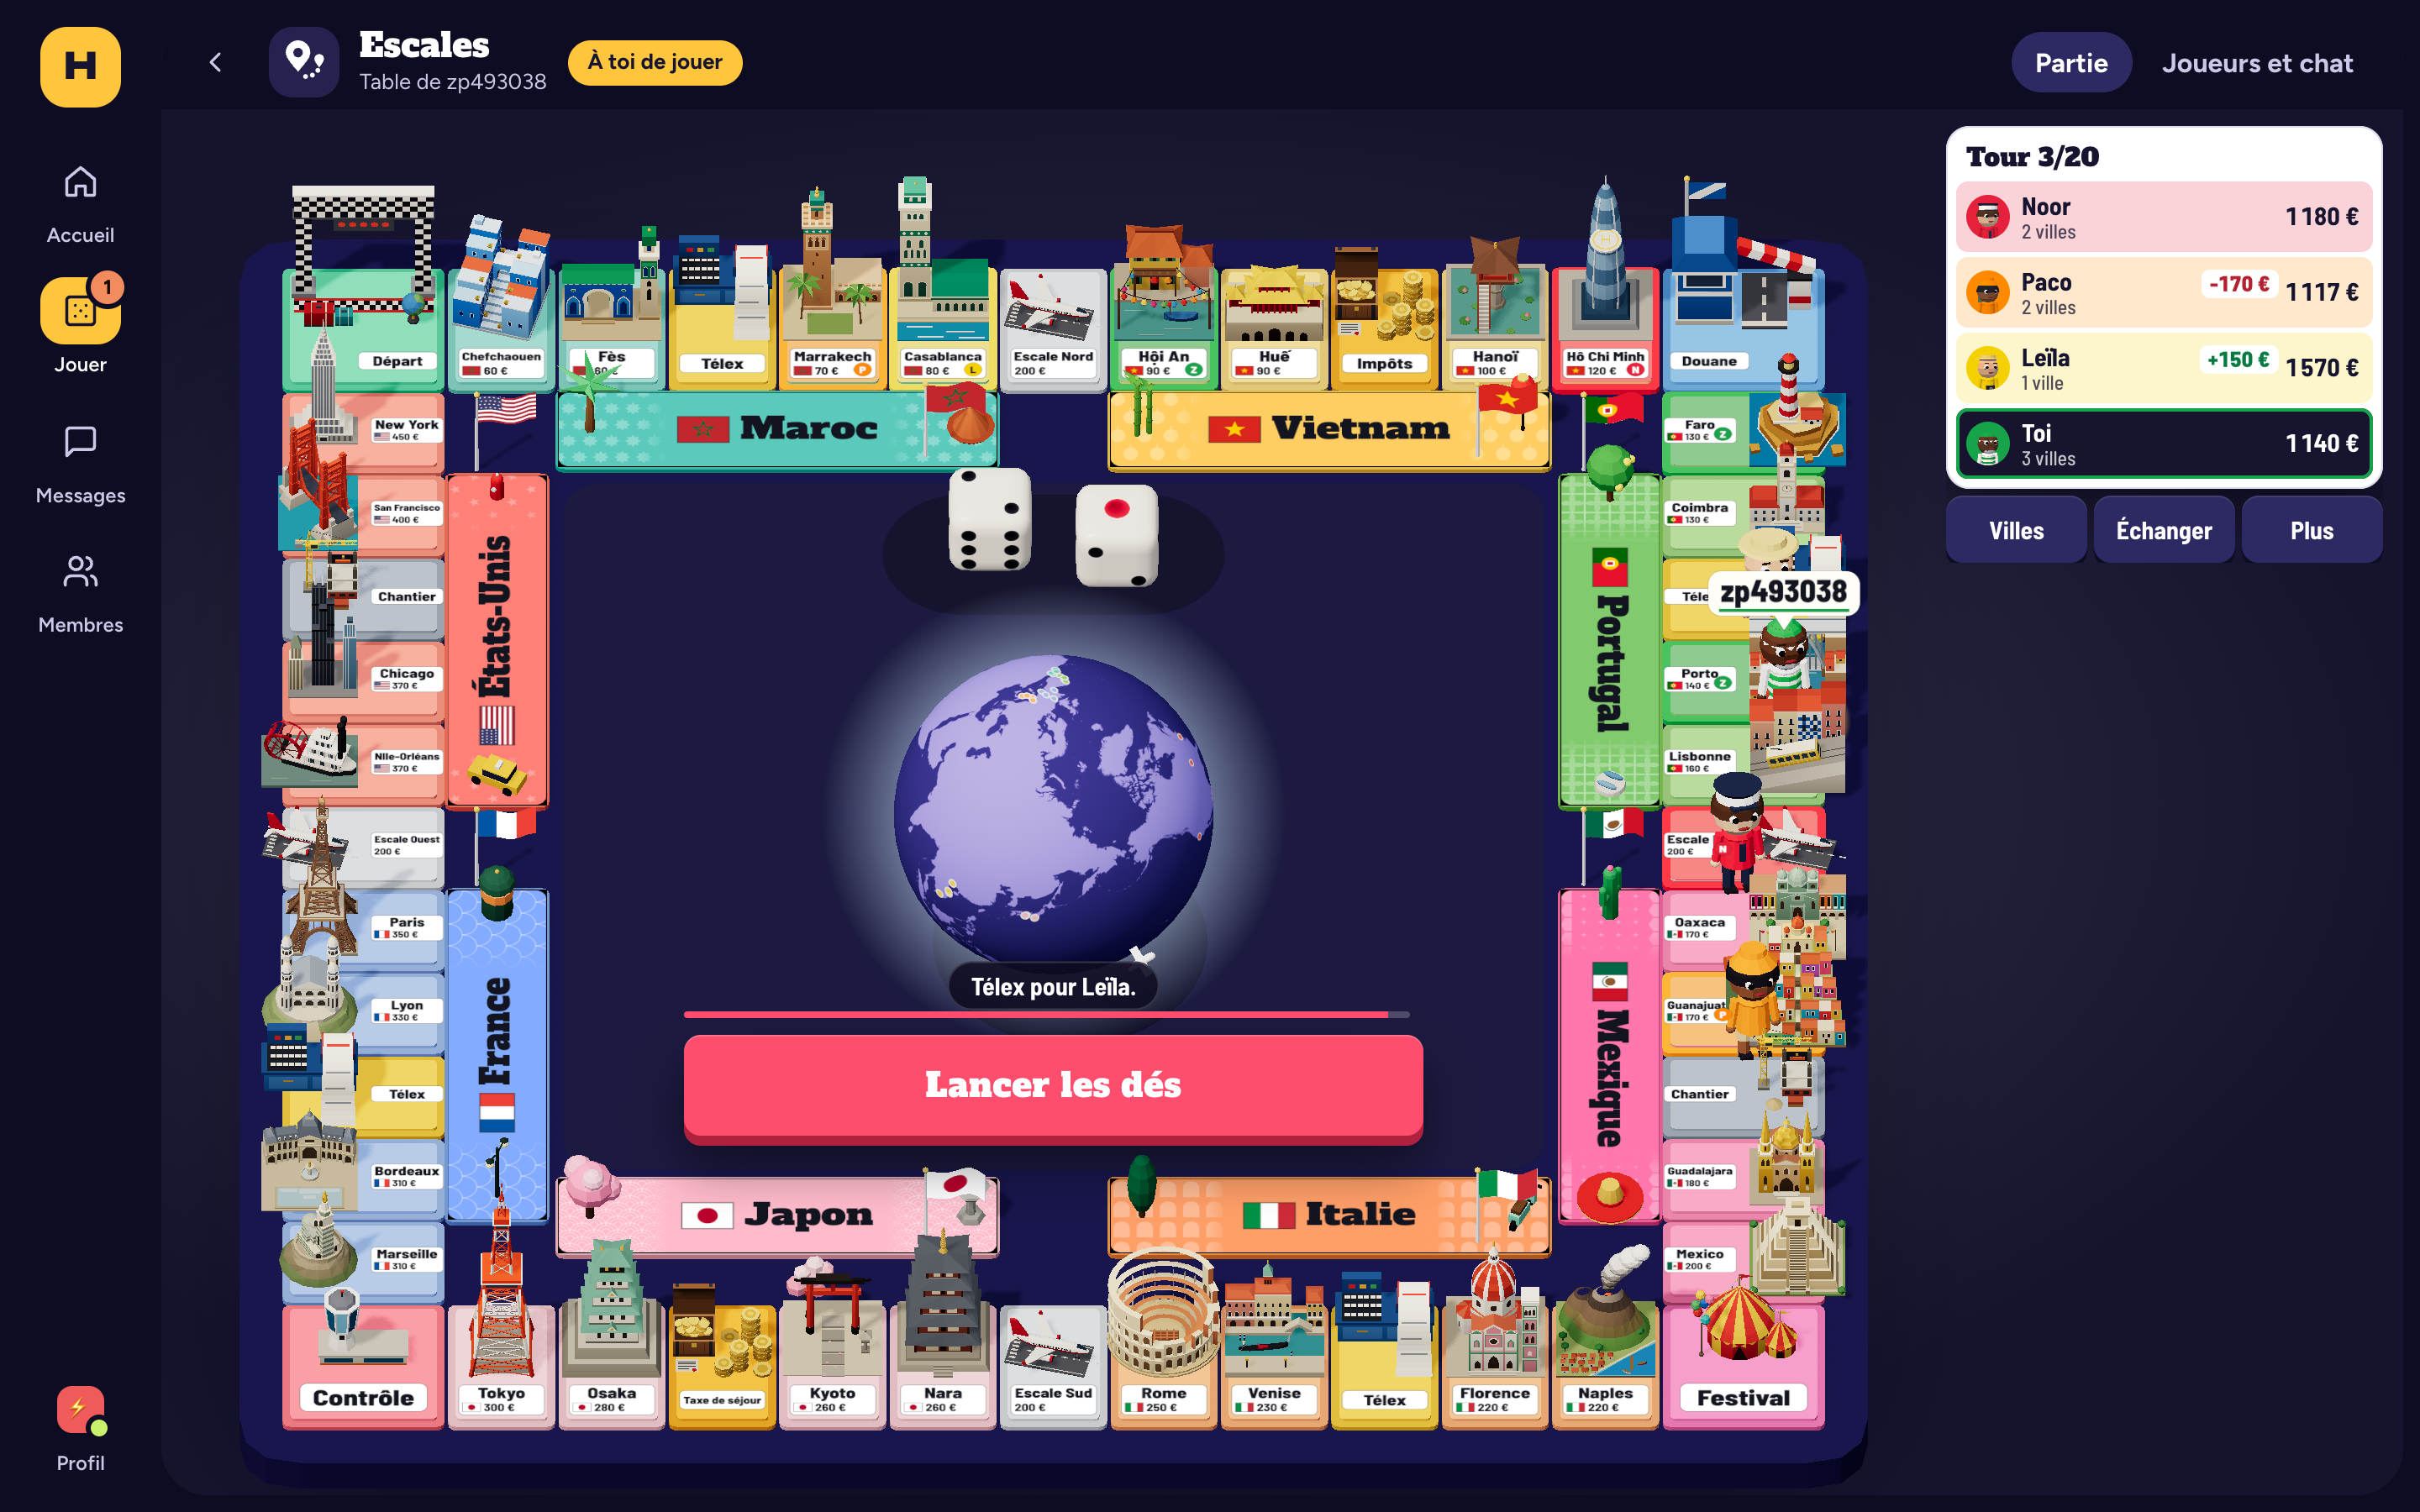 H
Escales
Table de zp493038
À toi de jouer
Partie
Joueurs et chat
Accueil
1
Jouer
Messages
Membres
Profil
Tour 3/20
Noor
2 villes
1 180 €
Paco
2 villes
-170 €
1 117 €
Leïla
1 ville
+150 €
1 570 €
Toi
3 villes
1 140 €
Villes
Échanger
Plus
Départ
Chefchaouen
60 €
Fès
60 €
Télex
Marrakech
70 €
P
Casablanca
80 €
L
Escale Nord
200 €
Hội An
90 €
Z
Huế
90 €
Impôts
Hanoï
100 €
Hô Chi Minh
120 €
N
Douane
Maroc
Vietnam
New York
450 €
San Francisco
400 €
Chantier
Chicago
370 €
Nlle-Orléans
370 €
Escale Ouest
200 €
Paris
350 €
Lyon
330 €
Télex
Bordeaux
310 €
Marseille
310 €
États-Unis
France
Faro
130 €
Z
Coimbra
130 €
Téle
zp493038
Porto
140 €
Z
Lisbonne
160 €
Escale
200 €
N
Oaxaca
170 €
Guanajuat
170 €
P
Chantier
Guadalajara
180 €
Mexico
200 €
Portugal
Mexique
Télex pour Leïla.
Lancer les dés
Japon
Italie
Contrôle
Tokyo
300 €
Osaka
280 €
Taxe de séjour
Kyoto
260 €
Nara
260 €
Escale Sud
200 €
Rome
250 €
Venise
230 €
Télex
Florence
220 €
Naples
220 €
Festival